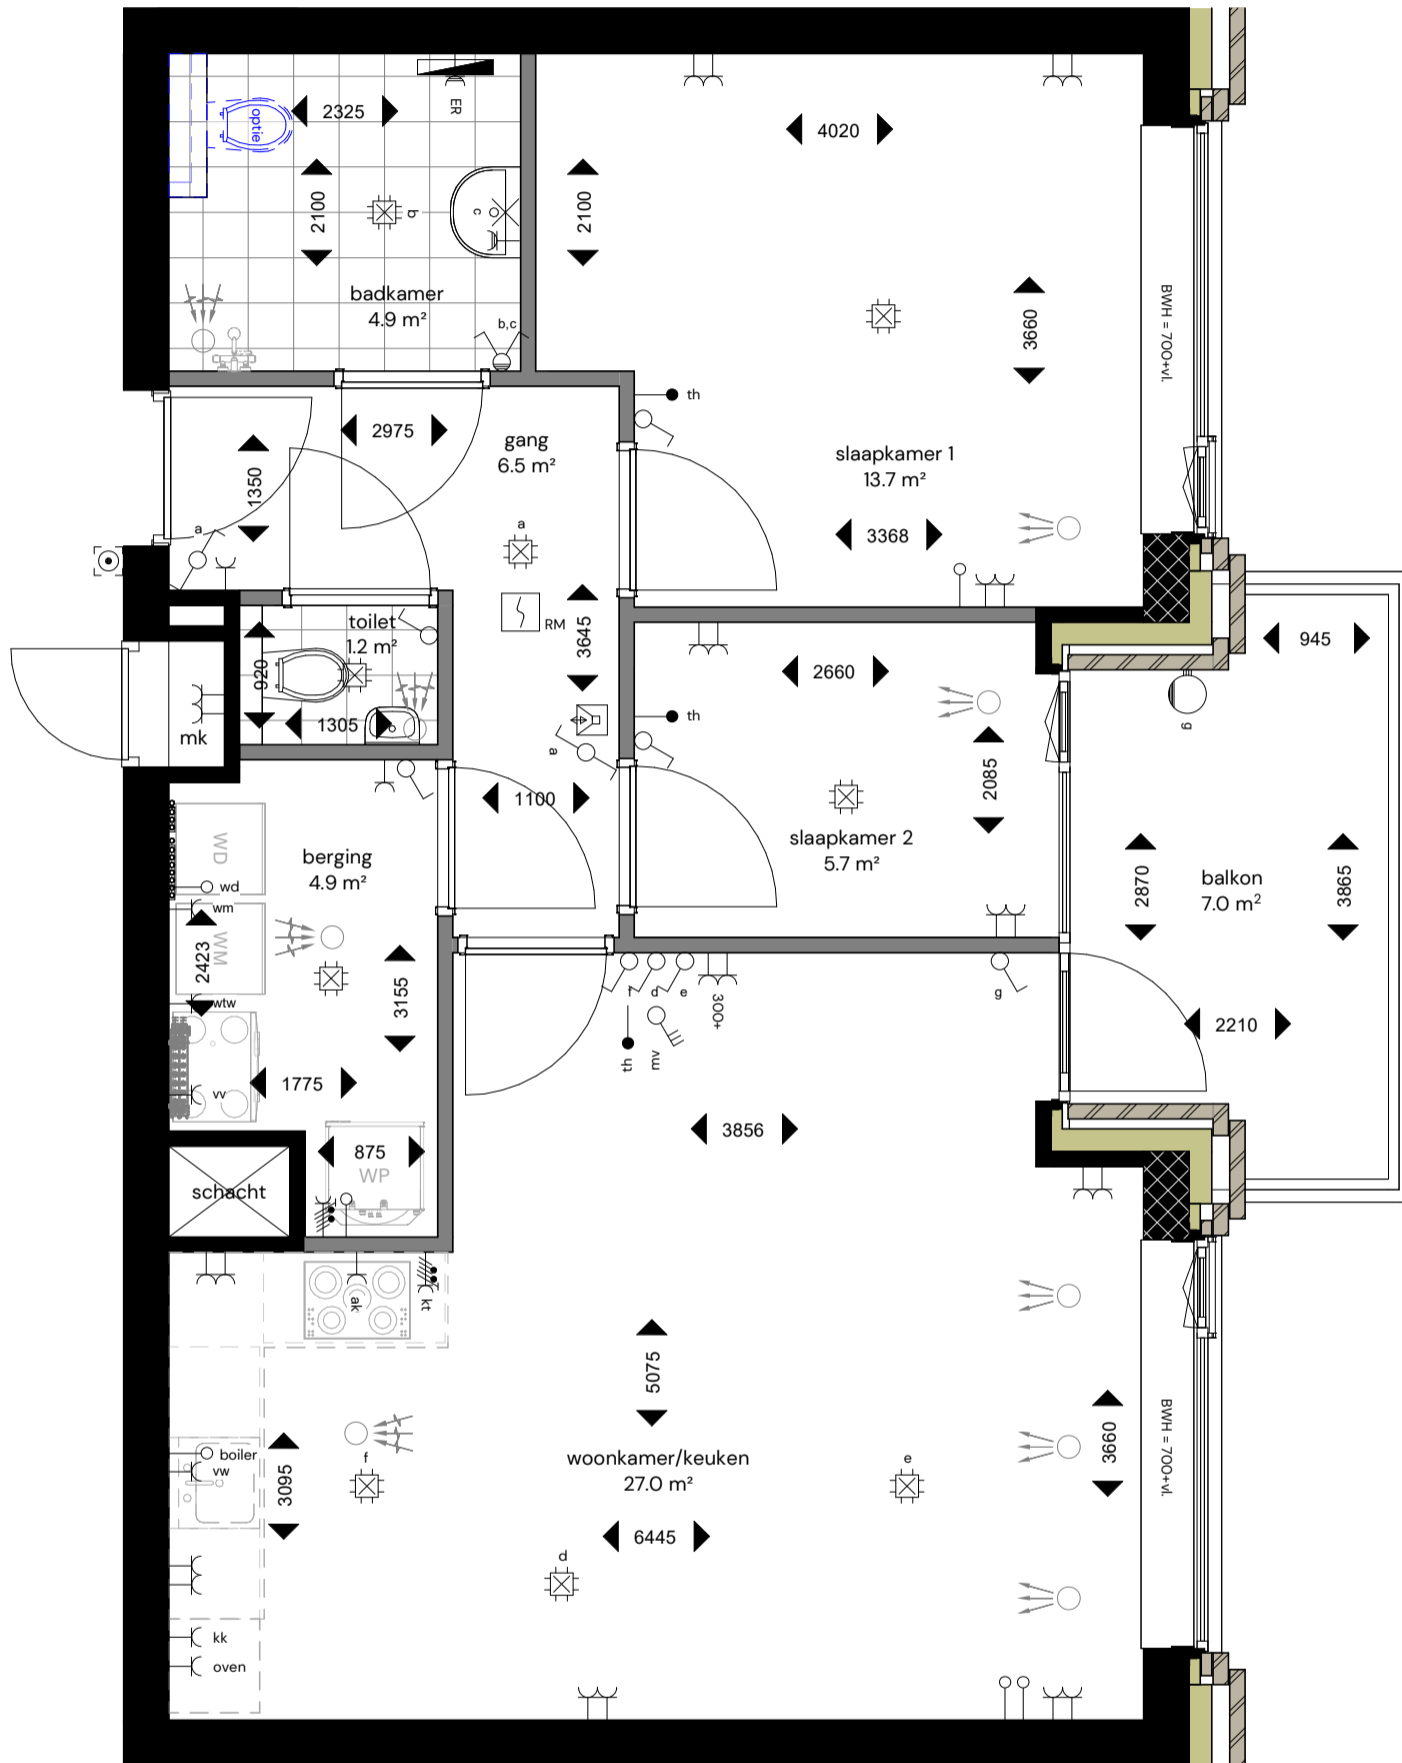 optie
2325
ER
4020
2100
2100
b
c
badkamer
4.9 m²
b,c
3660
BWH = 700+vl.
th
2975
gang
6.5 m²
slaapkamer 1
13.7 m²
1350
a
a
3368
RM
toilet
1.2 m²
3645
920
1305
mk
a
2660
945
th
g
2085
1100
slaapkamer 2
5.7 m²
WD
berging
4.9 m²
wd
wm
2870
balkon
7.0 m²
3865
2423
WM
wtw
3155
f
d
e
300+
g
th
mv
2210
1775
vv
3856
875
WP
schacht
ak
kt
5075
3660
BWH = 700+vl.
boiler
vw
3095
f
woonkamer/keuken
27.0 m²
e
6445
d
kk
oven